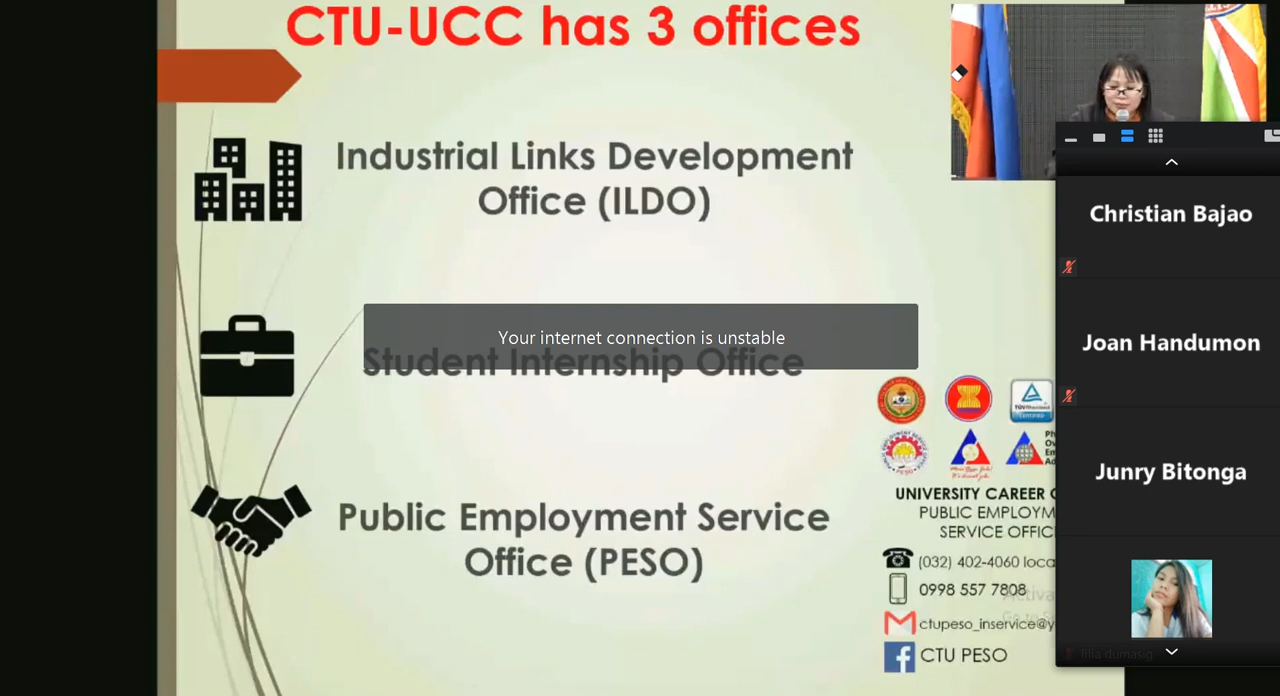 CTU-UCC has 3 offices
Industrial Links Development
Office (ILDO)
Your internet connection is unstable
Student Internship Office
Public Employment Service
Office (PESO)
UNIVERSITY CAREER
PUBLIC EMPLOYM
SERVICE OFFIC
(032) 402-4060 loca
0998 557 7808
ctupeso_inservice@y
CTU PESO
Christian Bajao
Joan Handumon
Junry Bitonga